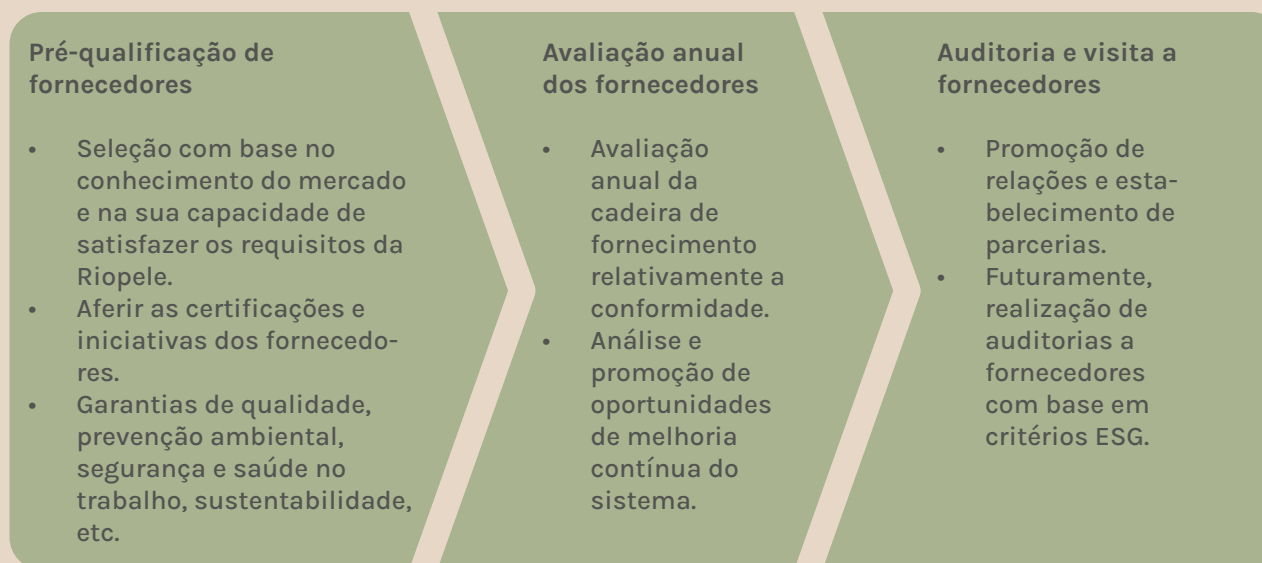 Pré-qualificação de
fornecedores
• Seleção com base no
conhecimento do mercado
e na sua capacidade de
satisfazer os requisitos da
Riopele.
• Aferir as certificações e
iniciativas dos fornecedo-
res.
• Garantias de qualidade,
prevenção ambiental,
segurança e saúde no
trabalho, sustentabilidade,
etc.
Avaliação anual
dos fornecedores
• Avaliação
anual da
cadeira de
fornecimento
relativamente a
conformidade.
• Análise e
promoção de
oportunidades
de melhoria
contínua do
sistema.
Auditoria e visita a
fornecedores
• Promoção de
relações e esta-
belecimento de
parcerias.
• Futuramente,
realização de
auditorias a
fornecedores
com base em
critérios ESG.